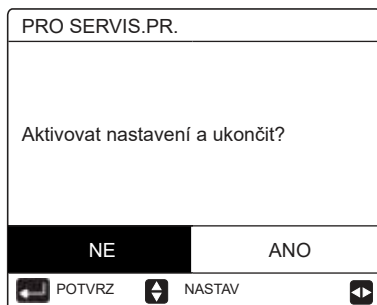 PRO SERVIS.PR.
Aktivovat nastavení a ukončit?
NE ANO
POTVRZ NASTAV